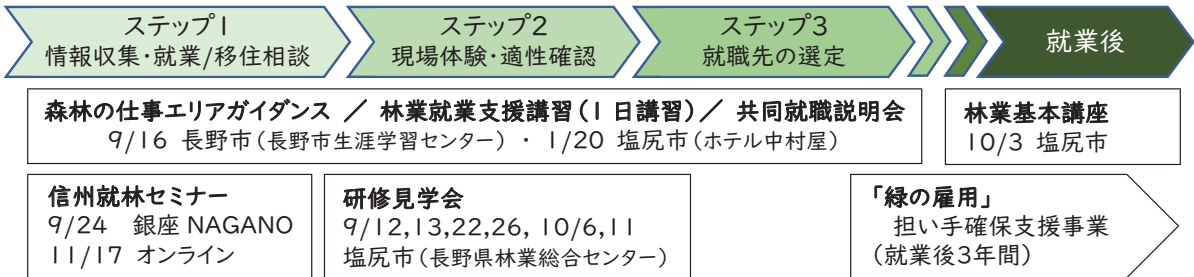 ステップ1
情報収集・就業/移住相談
ステップ2
現場体験・適性確認
ステップ3
就職先の選定
就業後
森林の仕事エリアガイダンス ／ 林業就業支援講習(1日講習)／ 共同就職説明会
9/16 長野市(長野市生涯学習センター) ・ 1/20 塩尻市(ホテル中村屋)
林業基本講座
10/3 塩尻市
信州就林セミナー
9/24 銀座NAGANO
11/17 オンライン
研修見学会
9/12,13,22,26, 10/6,11
塩尻市(長野県林業総合センター)
「緑の雇用」
担い手確保支援事業
(就業後3年間)